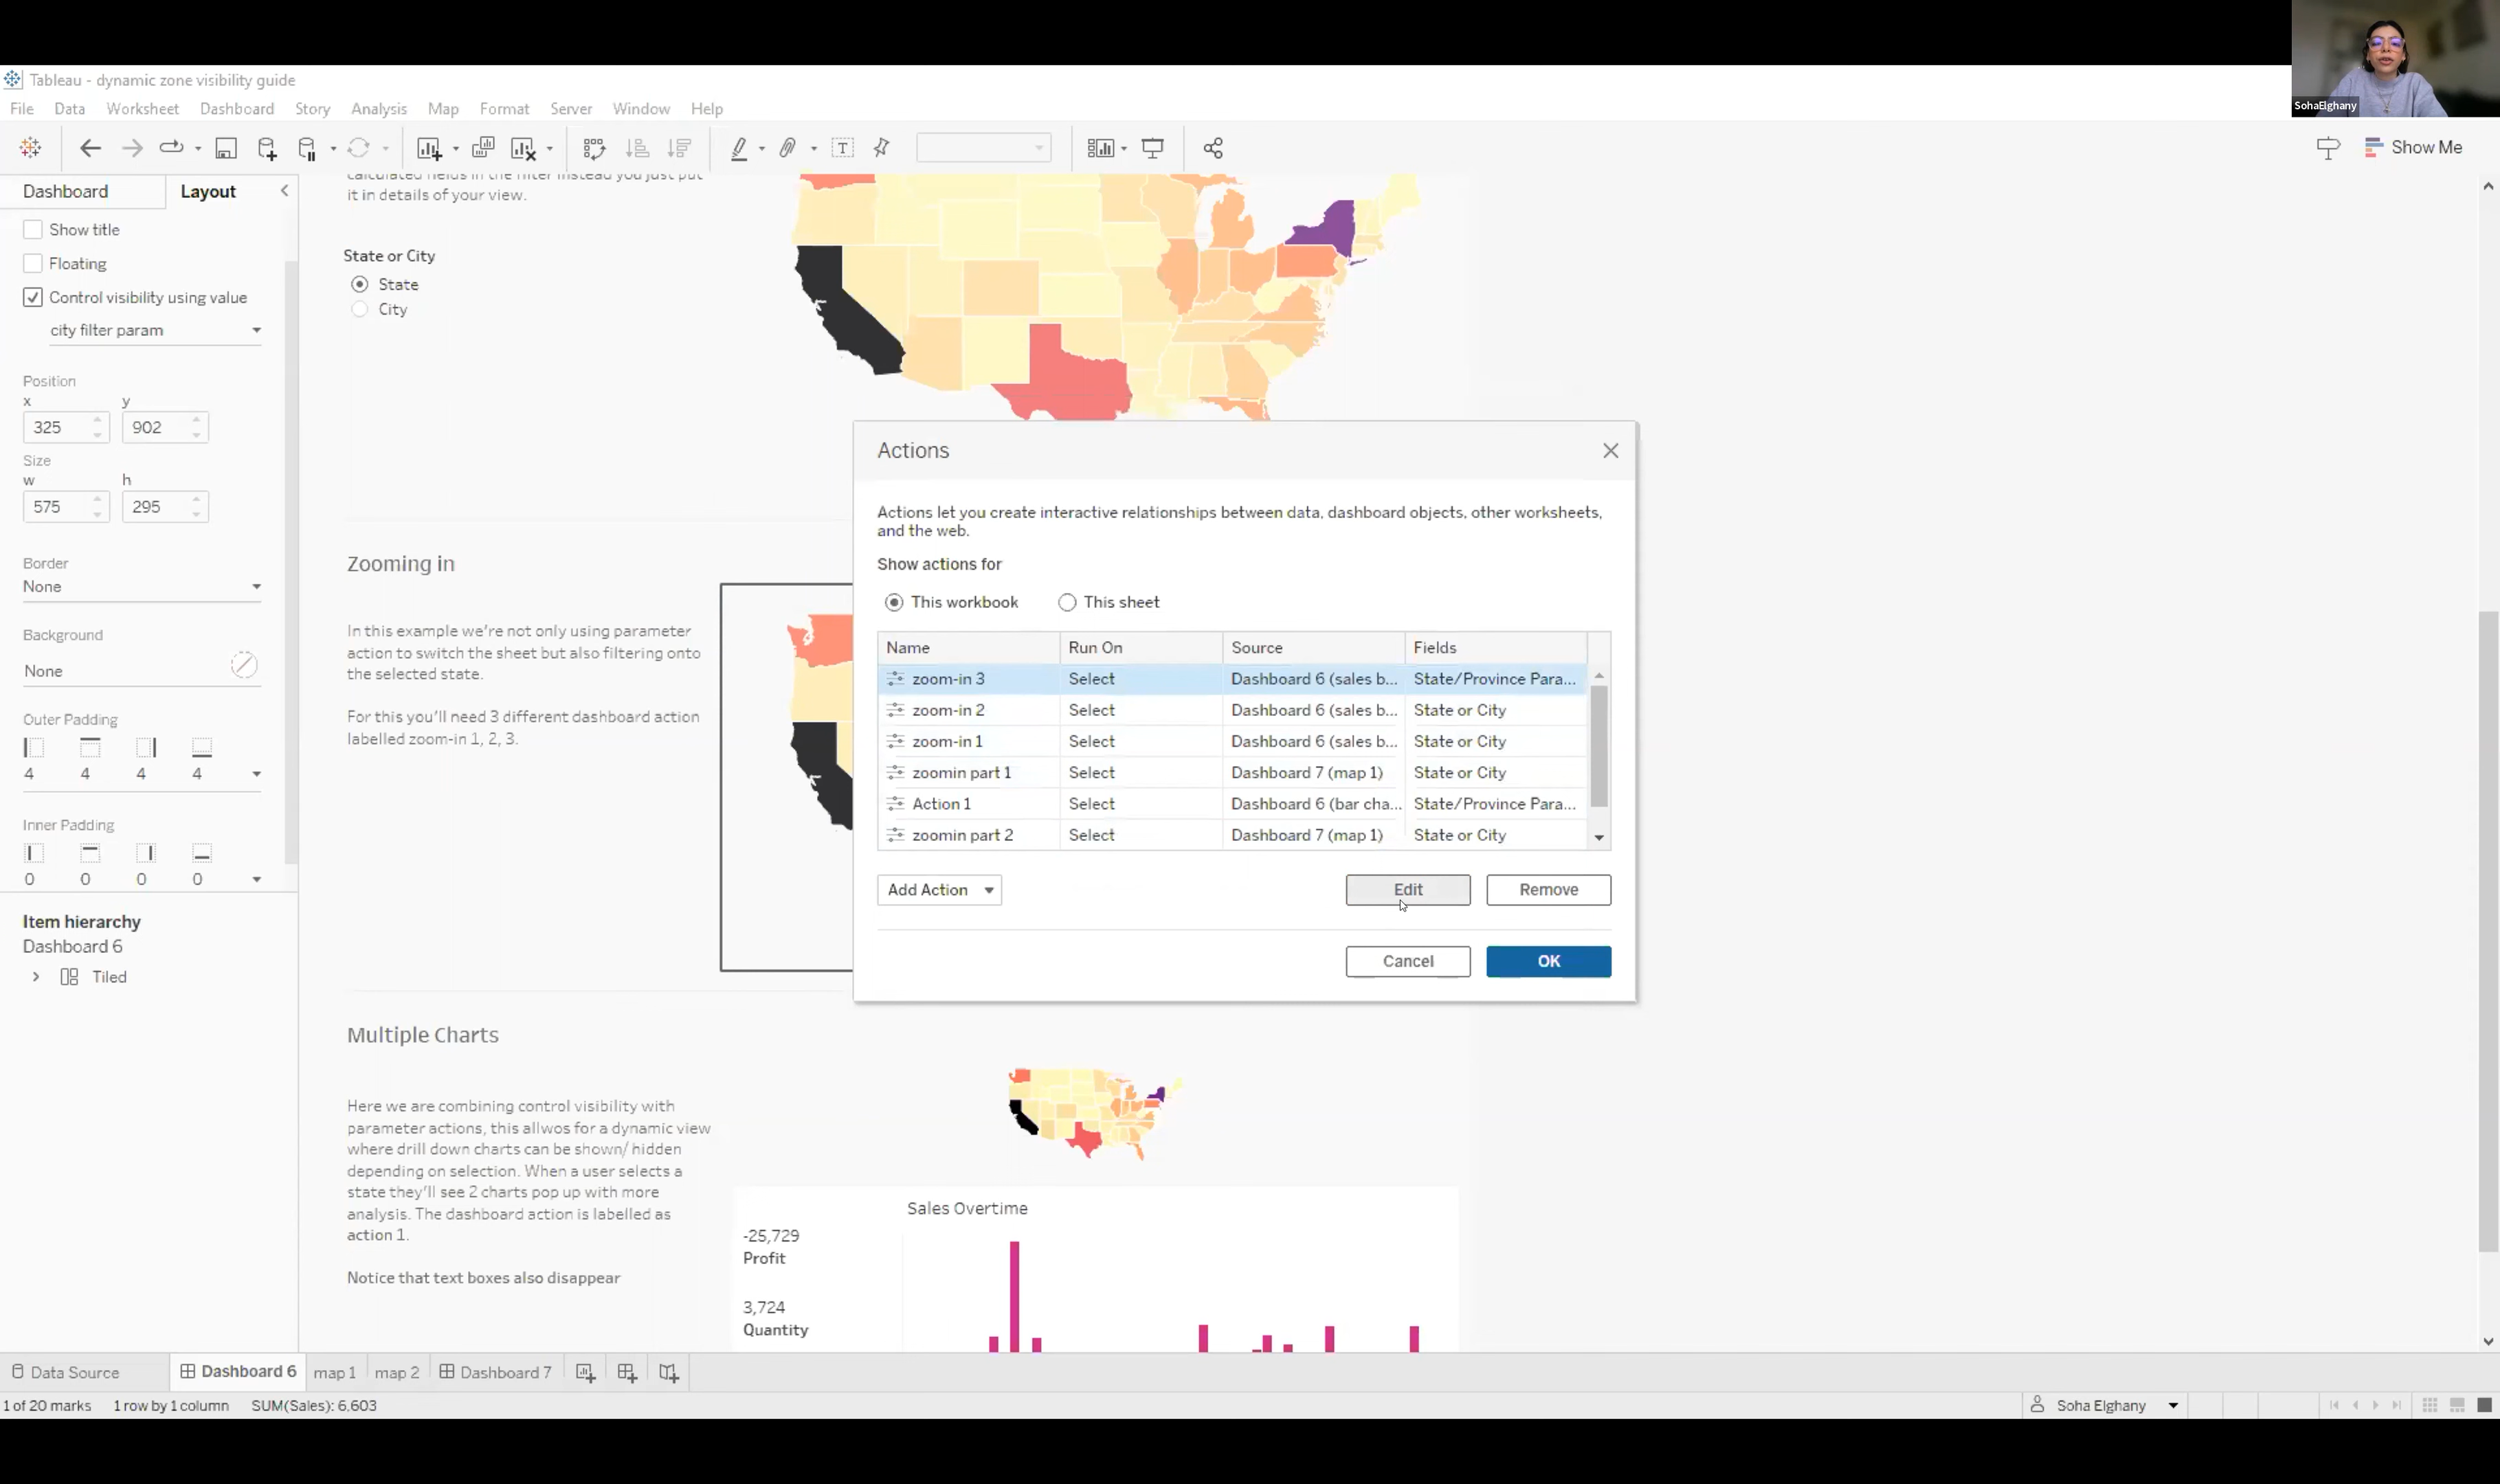 SohaElghany
Tableau - dynamic zone visibility guide
File Data Worksheet Dashboard Story Analysis Map Format Server Window Help
Show Me
Dashboard Layout
Show title
Floating
Control visibility using value
city filter param
Position
x y
325 902
Size
w h
575 295
Border
None
Background
None
Outer Padding
4 4 4 4
Inner Padding
0 0 0 0
Item hierarchy
Dashboard 6
Tiled
calculated fields in the filter instead you just put
it in details of your view.
State or City
State
City
Zooming in
In this example we're not only using parameter
action to switch the sheet but also filtering onto
the selected state.
For this you'll need 3 different dashboard action
labelled zoom-in 1, 2, 3.
Actions
Actions let you create interactive relationships between data, dashboard objects, other worksheets,
and the web.
Show actions for
This workbook This sheet
Name Run On Source Fields
zoom-in 3 Select Dashboard 6 (sales b... State/Province Para...
zoom-in 2 Select Dashboard 6 (sales b... State or City
zoom-in 1 Select Dashboard 6 (sales b... State or City
zoomin part 1 Select Dashboard 7 (map 1) State or City
Action 1 Select Dashboard 6 (bar cha... State/Province Para...
zoomin part 2 Select Dashboard 7 (map 1) State or City
Add Action Edit Remove
Cancel OK
Multiple Charts
Here we are combining control visibility with
parameter actions, this allwos for a dynamic view
where drill down charts can be shown/ hidden
depending on selection. When a user selects a
state they'll see 2 charts pop up with more
analysis. The dashboard action is labelled as
action 1.
Notice that text boxes also disappear
Sales Overtime
-25,729
Profit
3,724
Quantity
Data Source Dashboard 6 map 1 map 2 Dashboard 7
1 of 20 marks 1 row by 1 column SUM(Sales): 6,603 Soha Elghany